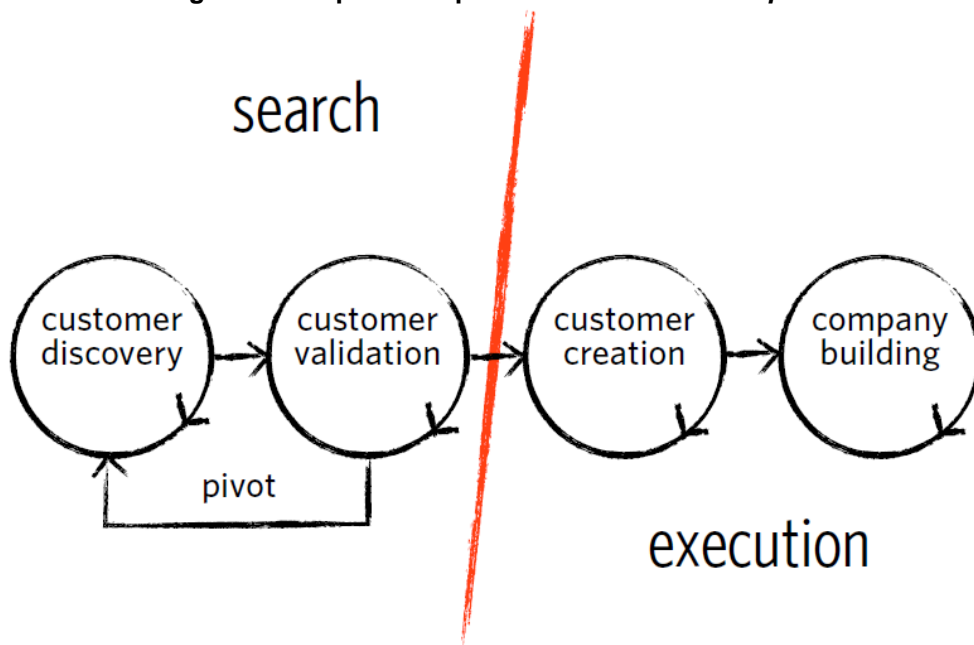 search
customer
discovery
customer
validation
customer
creation
company
building
pivot
execution